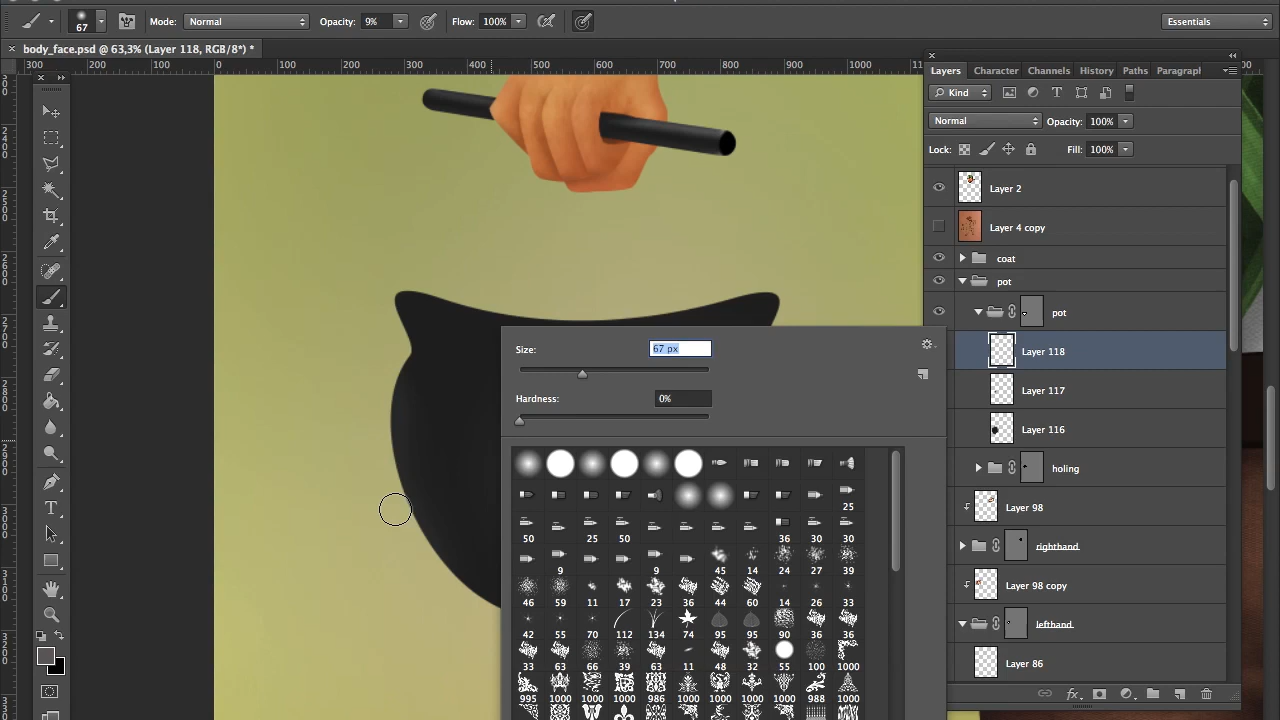 67
Mode: Normal
Opacity: 9%
Flow: 100%
Essentials
body_face.psd @ 63,3% (Layer 118, RGB/8*) *
300 200 100 0 100 200 300 400 500 600 700 800 900 1000
Layers Character Channels History Paths Paragraph
Kind
Normal Opacity: 100%
Lock: Fill: 100%
Layer 2
Layer 4 copy
coat
pot
pot
Layer 118
Layer 117
Layer 116
holing
Layer 98
righthand
Layer 98 copy
lefthand
Layer 86
Size: 67 px
Hardness: 0%
25
50 25 50 36 30 30
9 9 45 14 24 27 39
46 59 11 17 23 36 44 60 14 26 33
42 55 70 112 134 74 95 95 90 36 36
33 63 66 39 63 11 48 32 55 100 1000
995 1000 1000 1000 1000 1000 1000 1000 1000 988 1000